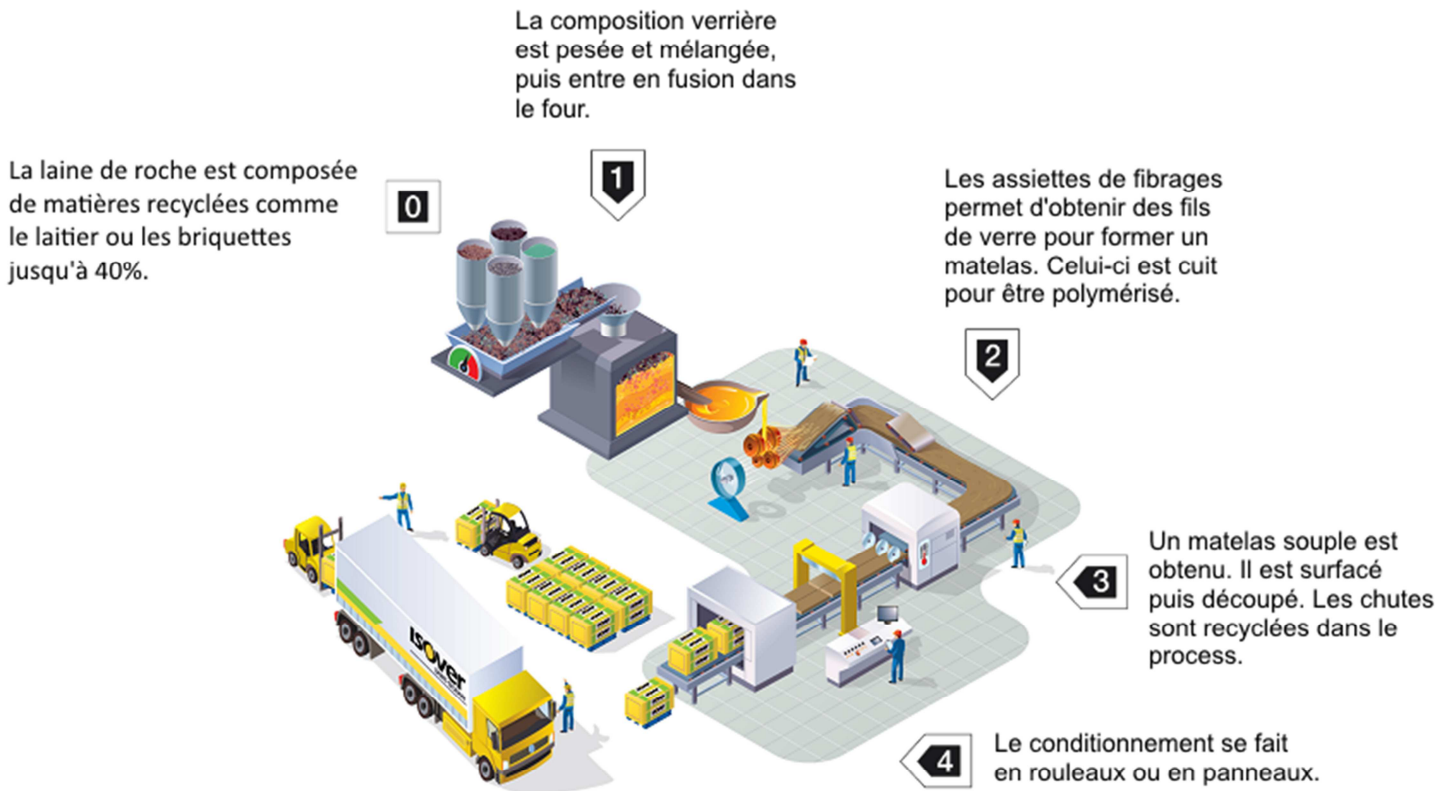 La composition verrière
est pesée et mélangée,
puis entre en fusion dans
le four.
La laine de roche est composée
de matières recyclées comme
le laitier ou les briquettes
jusqu'à 40%.
0
1
Les assiettes de fibrages
permet d'obtenir des fils
de verre pour former un
matelas. Celui-ci est cuit
pour être polymérisé.
2
Un matelas souple est
obtenu. Il est surfacé
puis découpé. Les chutes
sont recyclées dans le
process.
3
isover
4
Le conditionnement se fait
en rouleaux ou en panneaux.